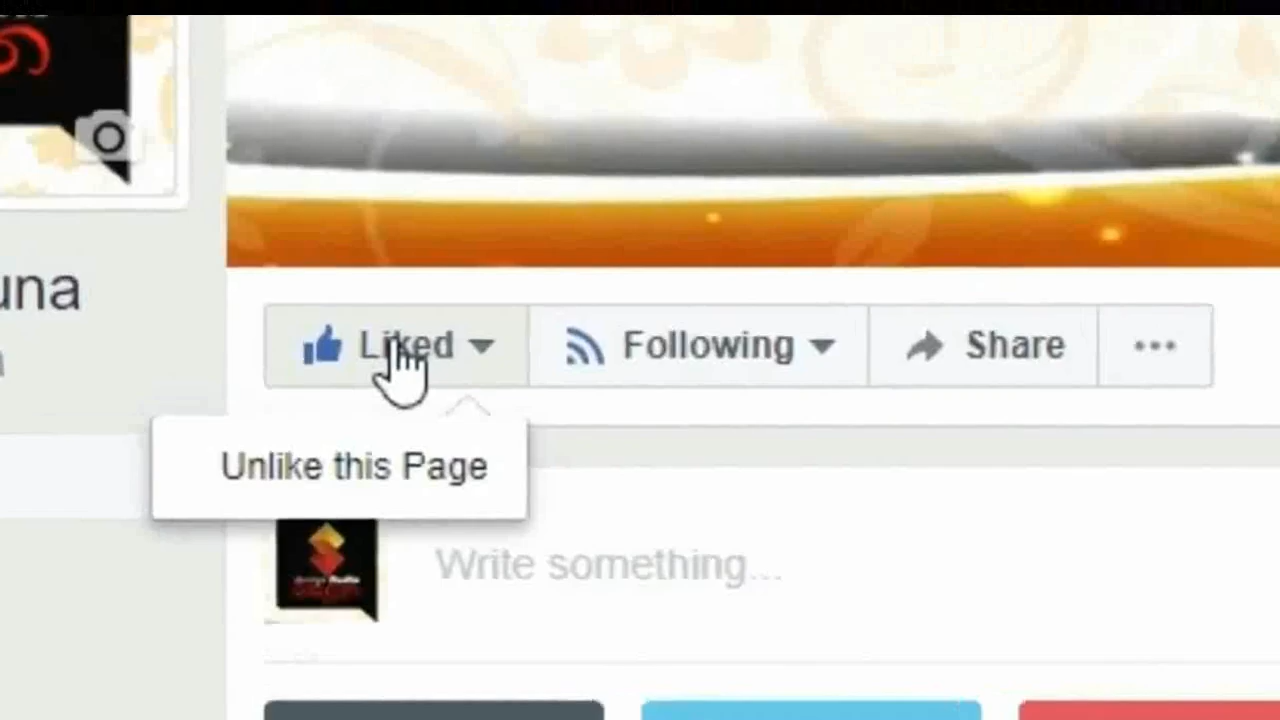 una
Liked
Following
Share
Unlike this Page
Write something...